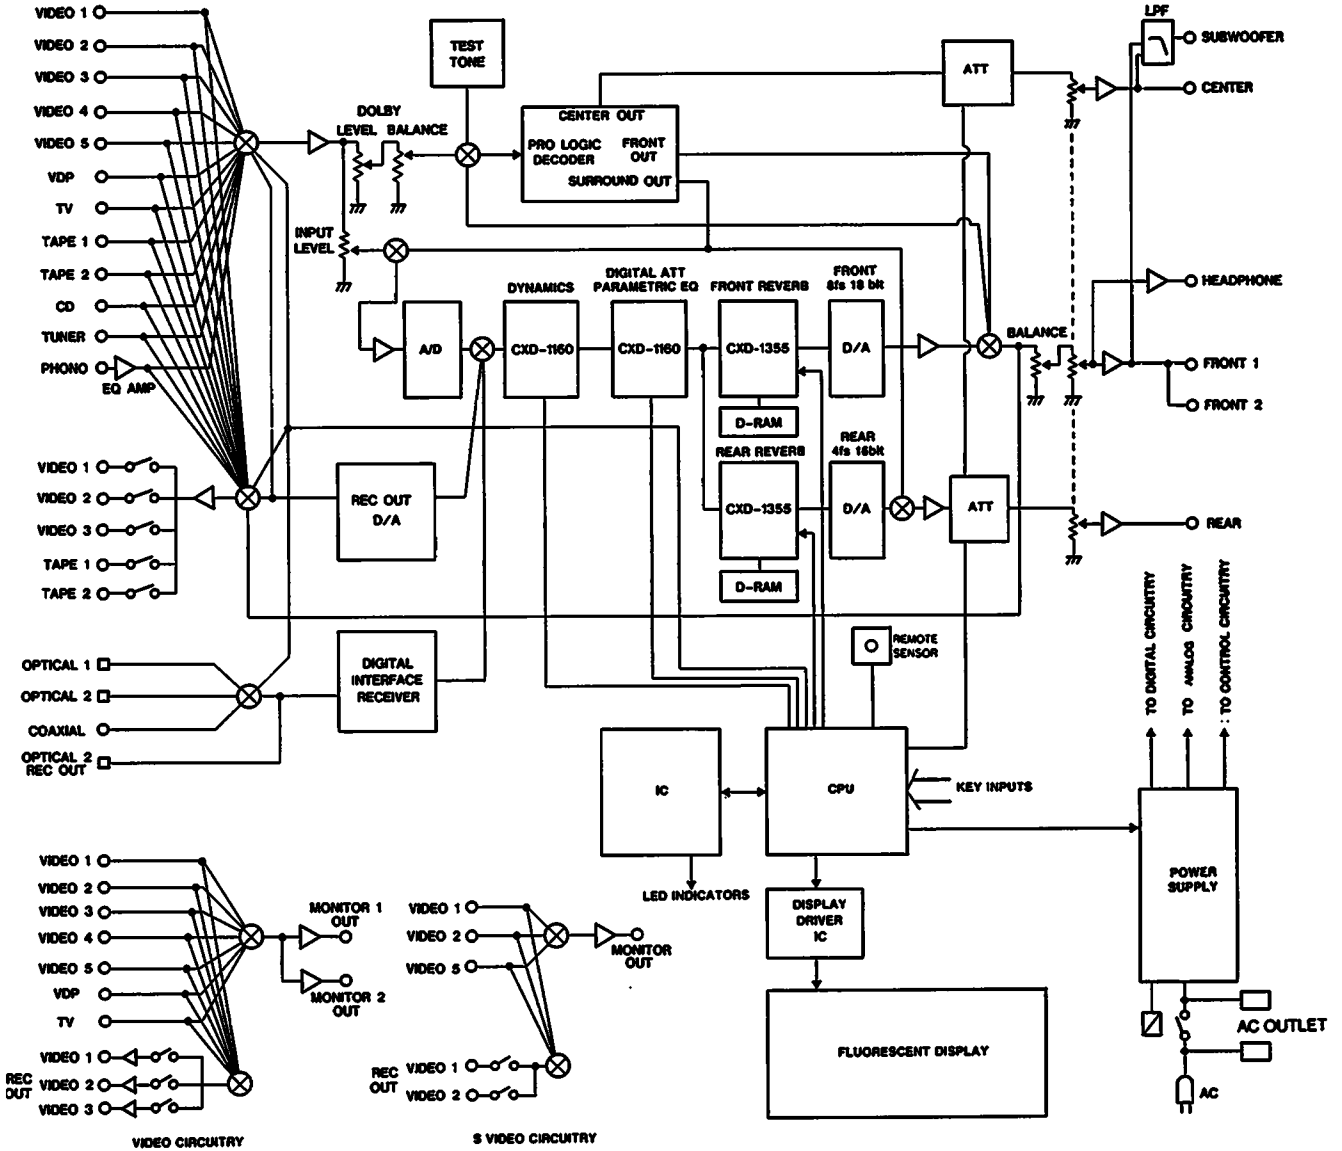 VIDEO 1
VIDEO 2
VIDEO 3
VIDEO 4
VIDEO 5
VDP
TV
TAPE 1
TAPE 2
CD
TUNER
PHONO
EQ AMP
VIDEO 1
VIDEO 2
VIDEO 3
TAPE 1
TAPE 2
OPTICAL 1
OPTICAL 2
COAXIAL
OPTICAL 2
REC OUT
TEST
TONE
DOLBY
LEVEL
BALANCE
INPUT
LEVEL
CENTER OUT
PRO LOGIC
DECODER
FRONT
OUT
SURROUND OUT
ATT
LPF
SUBWOOFER
CENTER
HEADPHONE
FRONT 1
FRONT 2
REAR
BALANCE
DYNAMICS
DIGITAL ATT
PARAMETRIC EQ
FRONT REVERB
FRONT
8fs 18 bit
A/D
CXD-1160
CXD-1160
CXD-1355
D/A
D-RAM
REAR REVERB
REAR
4fs 16bit
CXD-1355
D/A
ATT
D-RAM
REC OUT
D/A
DIGITAL
INTERFACE
RECEIVER
REMOTE
SENSOR
IC
CPU
KEY INPUTS
LED INDICATORS
DISPLAY
DRIVER
IC
FLUORESCENT DISPLAY
TO DIGITAL CIRCUITRY
TO ANALOG CIRCUITRY
: TO CONTROL CIRCUITRY
POWER
SUPPLY
AC OUTLET
AC
VIDEO 1
VIDEO 2
VIDEO 3
VIDEO 4
VIDEO 5
VDP
TV
MONITOR 1
OUT
MONITOR 2
OUT
REC
OUT
VIDEO 1
VIDEO 2
VIDEO 3
VIDEO CIRCUITRY
VIDEO 1
VIDEO 2
VIDEO 5
MONITOR
OUT
REC
OUT
VIDEO 1
VIDEO 2
S VIDEO CIRCUITRY